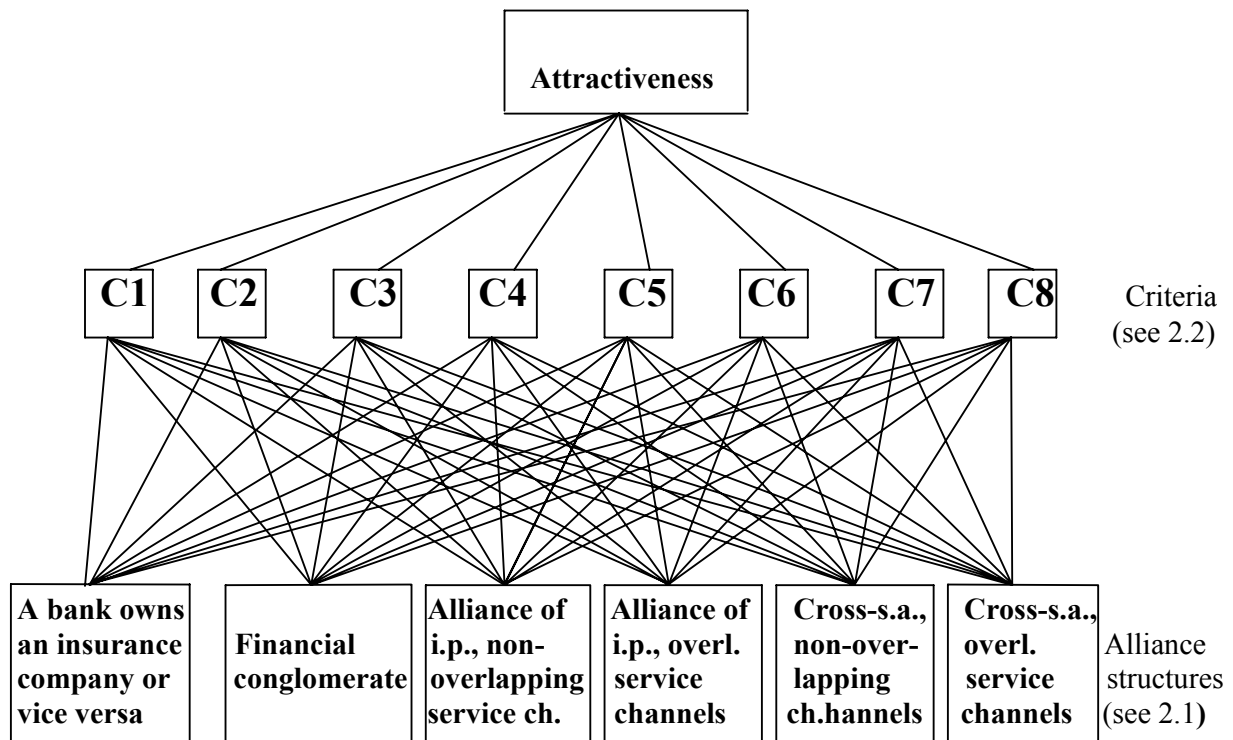 Attractiveness
C1 C2 C3 C4 C5 C6 C7 C8
Criteria
(see 2.2)
A bank owns
an insurance
company or
vice versa
Financial
conglomerate
Alliance of
i.p., non-
overlapping
service ch.
Alliance of
i.p., overl.
service
channels
Cross-s.a.,
non-over-
lapping
ch.hannels
Cross-s.a.,
overl.
service
channels
Alliance
structures
(see 2.1)